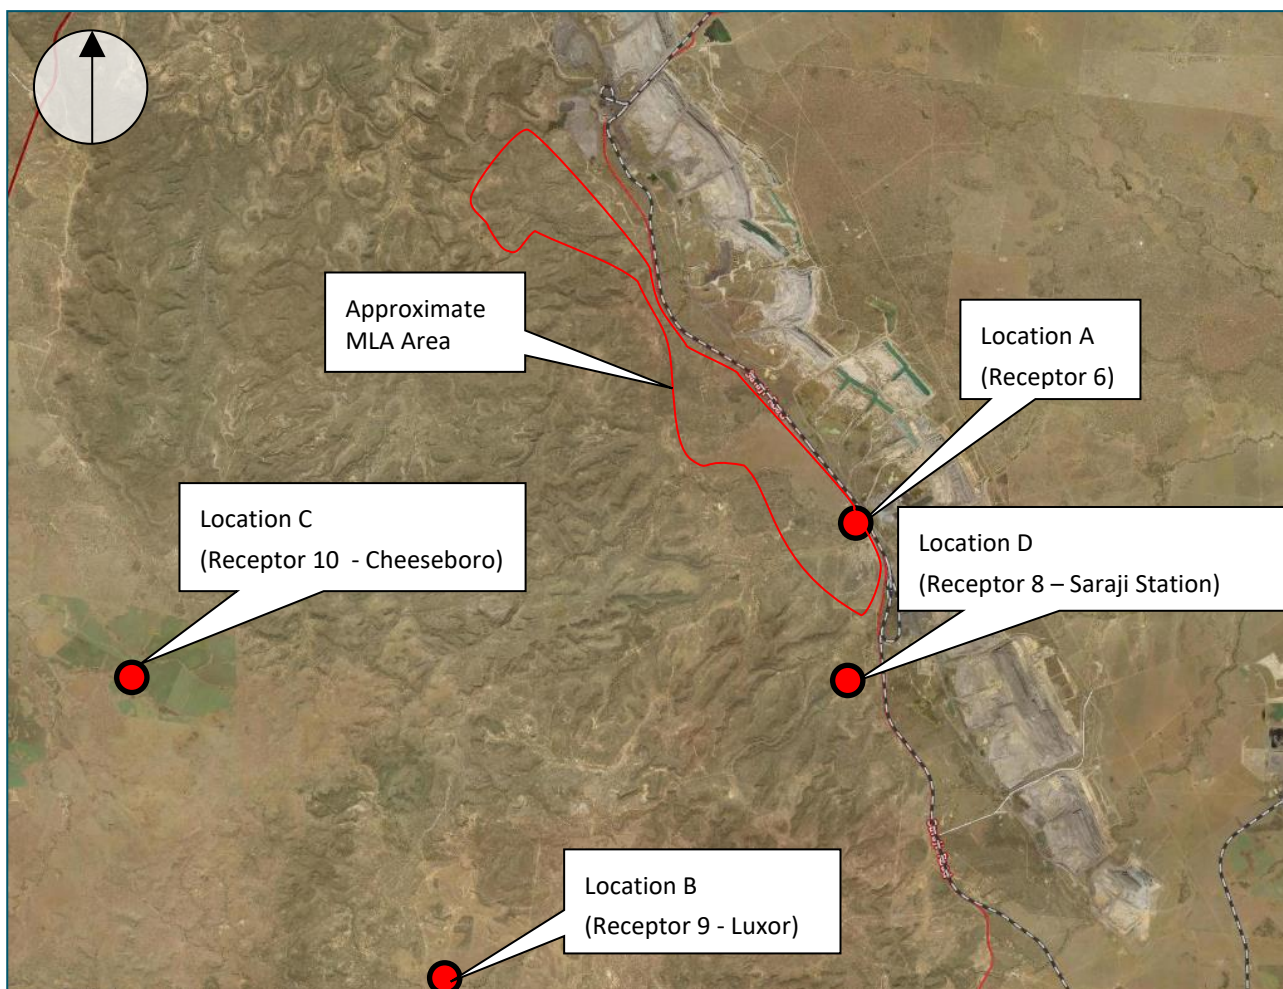 Approximate
MLA Area
Location A
(Receptor 6)
Location C
(Receptor 10  - Cheeseboro)
Location D
(Receptor 8 – Saraji Station)
Location B
(Receptor 9 - Luxor)